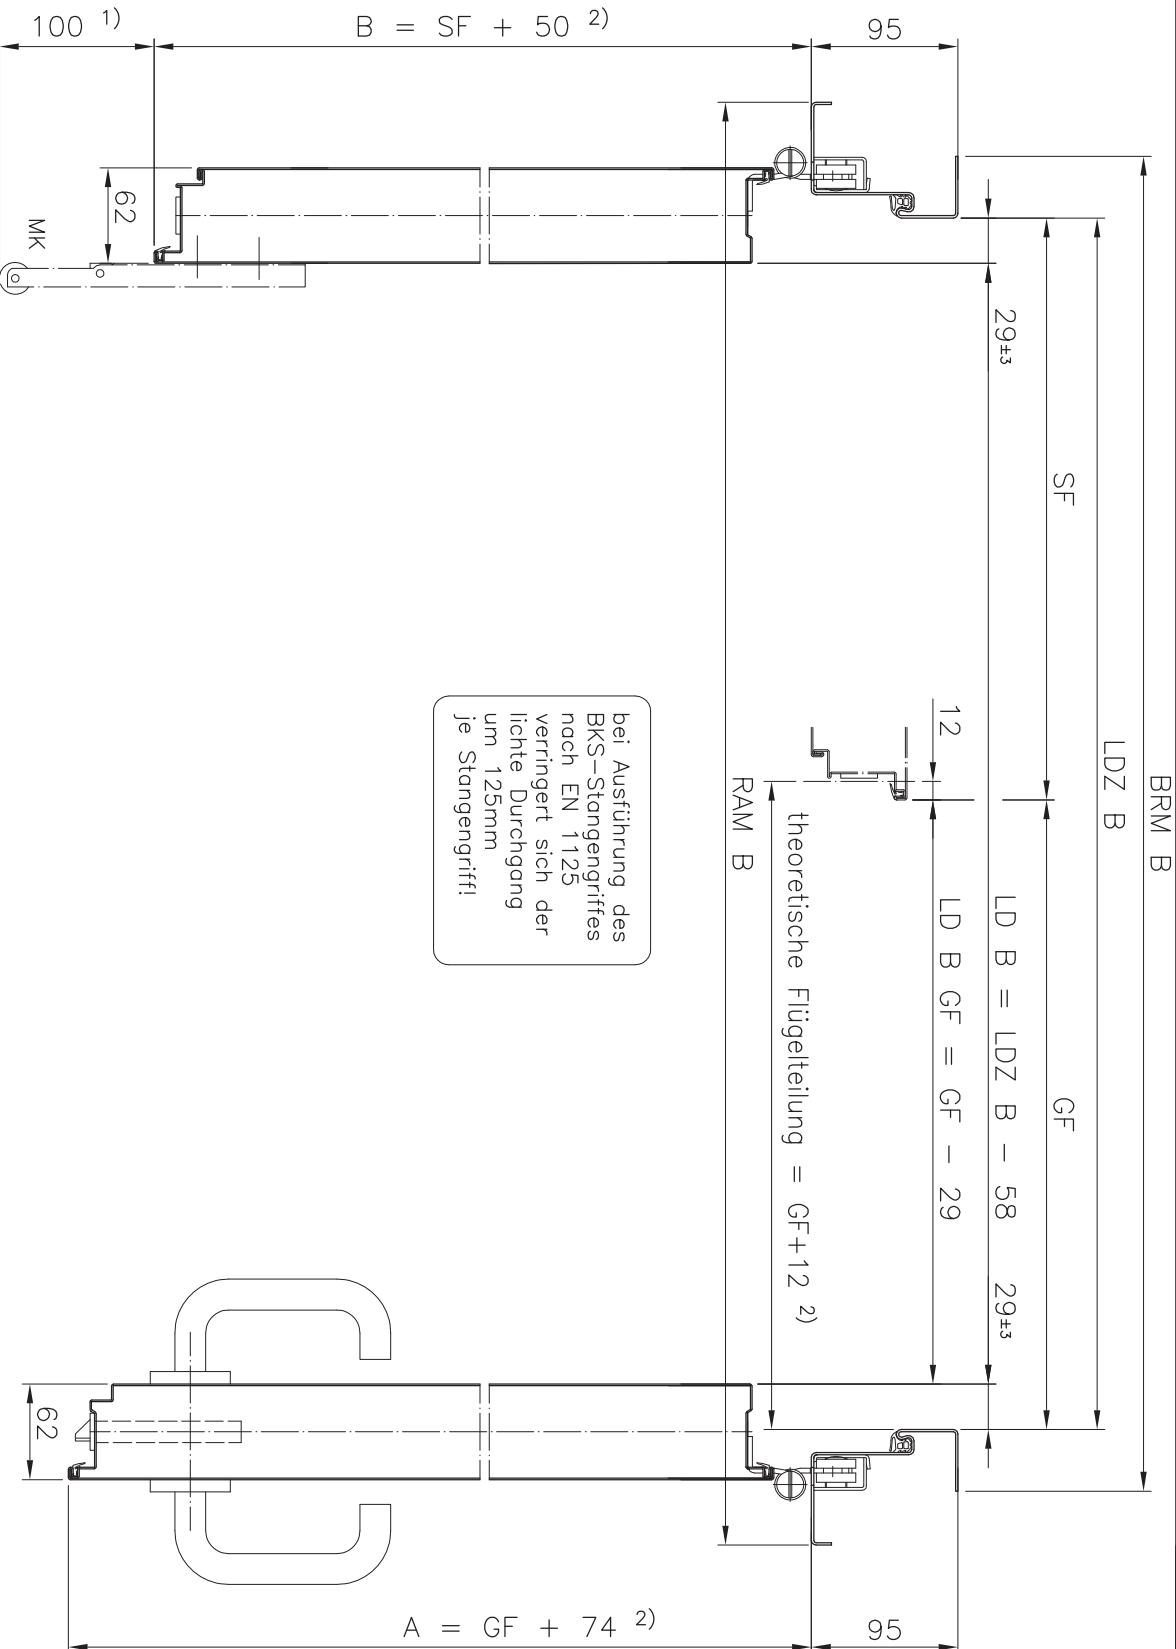 100 1)
B = SF + 50 2)
95
62
MK
29±3
SF
12
LDZ B
BRM B
RAM B
bei Ausführung des
BKS-Stangengriffes
nach EN 1125
verringert sich der
lichte Durchgang
um 125mm
je Stangengriff!
theoretische Flügelteilung = GF+12 2)
LD B GF = GF - 29
LD B = LDZ B - 58
GF
29±3
62
A = GF + 74 2)
95